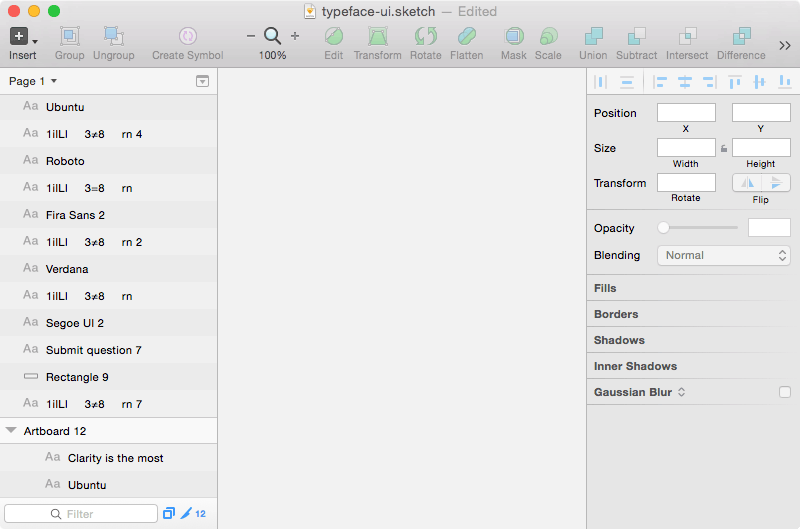 typeface-ui.sketch — Edited
Insert Group Ungroup Create Symbol 100% Edit Transform Rotate Flatten Mask Scale Union Subtract Intersect Difference
Page 1
Aa Ubuntu
Aa 1ilLI 3≠8 rn 4
Aa Roboto
Aa 1ilLI 3=8 rn
Aa Fira Sans 2
Aa 1ilLI 3≠8 rn 2
Aa Verdana
Aa 1ilLI 3≠8 rn
Aa Segoe UI 2
Aa Submit question 7
Rectangle 9
Aa 1ilLI 3≠8 rn 7
Artboard 12
Aa Clarity is the most
Aa Ubuntu
Filter 12
Position
X Y
Size
Width Height
Transform
Rotate Flip
Opacity
Blending Normal
Fills
Borders
Shadows
Inner Shadows
Gaussian Blur